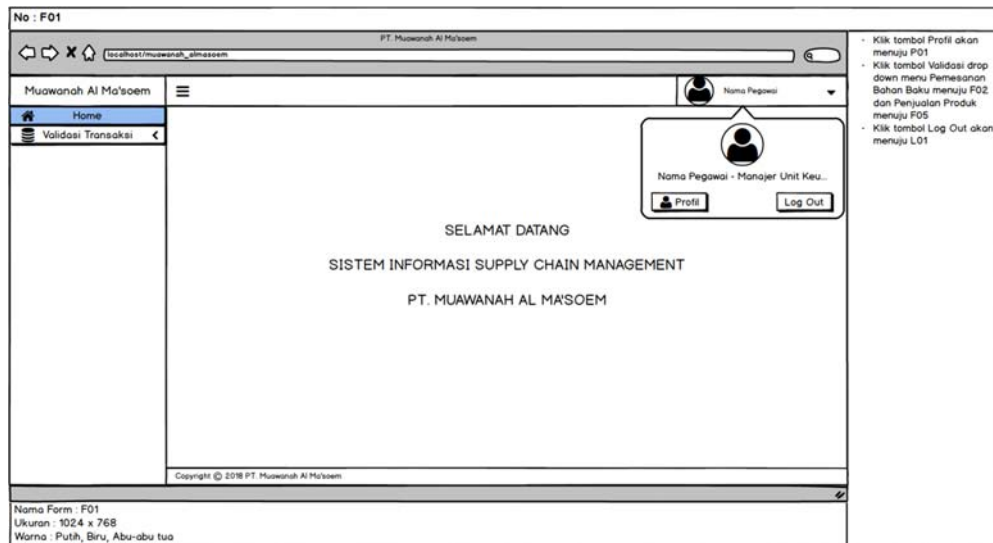 No : F01
PT. Muawanah Al Ma'soem
localhost/muawanah_almasoem
Muawanah Al Ma'soem
Nama Pegawai
Home
Validasi Transaksi
Nama Pegawai - Manajer Unit Keu...
Profil
Log Out
SELAMAT DATANG
SISTEM INFORMASI SUPPLY CHAIN MANAGEMENT
PT. MUAWANAH AL MA'SOEM
Copyright © 2018 PT. Muawanah Al Ma'soem
- Klik tombol Profil akan
menuju P01
- Klik tombol Validasi drop
down menu Pemesanan
Bahan Baku menuju F02
dan Penjualan Produk
menuju F05
- Klik tombol Log Out akan
menuju L01
Nama Form : F01
Ukuran : 1024 x 768
Warna : Putih, Biru, Abu-abu tua